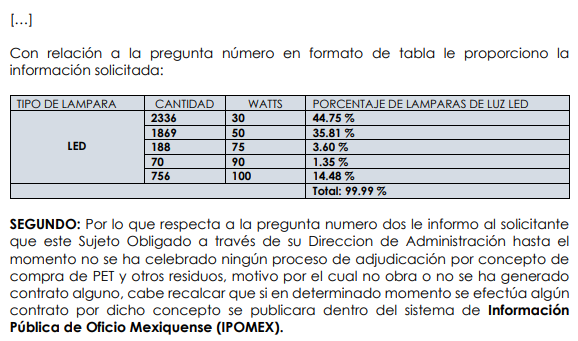 [...]
Con relación a la pregunta número en formato de tabla le proporciono la
información solicitada:
TIPO DE LAMPARA CANTIDAD WATTS PORCENTAJE DE LAMPARAS DE LUZ LED
LED
2336 30 44.75 %
1869 50 35.81 %
188 75 3.60 %
70 90 1.35 %
756 100 14.48 %
Total: 99.99 %
SEGUNDO: Por lo que respecta a la pregunta numero dos le informo al solicitante
que este Sujeto Obligado a través de su Direccion de Administración hasta el
momento no se ha celebrado ningún proceso de adjudicación por concepto de
compra de PET y otros residuos, motivo por el cual no obra o no se ha generado
contrato alguno, cabe recalcar que si en determinado momento se efectúa algún
contrato por dicho concepto se publicara dentro del sistema de Información
Pública de Oficio Mexiquense (IPOMEX).